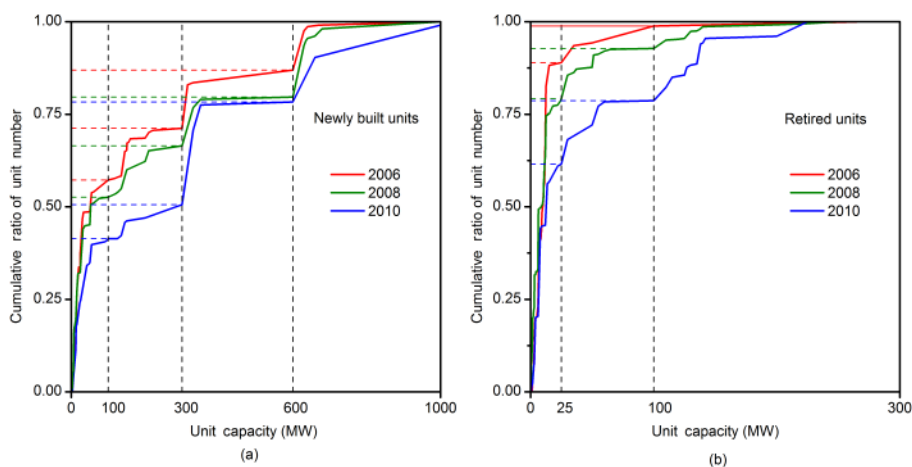 1.00
0.75
0.50
0.25
0.00
Cumulative ratio of unit number
Newly built units
2006
2008
2010
0 100 300 600 1000
Unit capacity (MW)
(a)
1.00
0.75
0.50
0.25
0.00
Cumulative ratio of unit number
Retired units
2006
2008
2010
0 25 100 300
Unit capacity (MW)
(b)